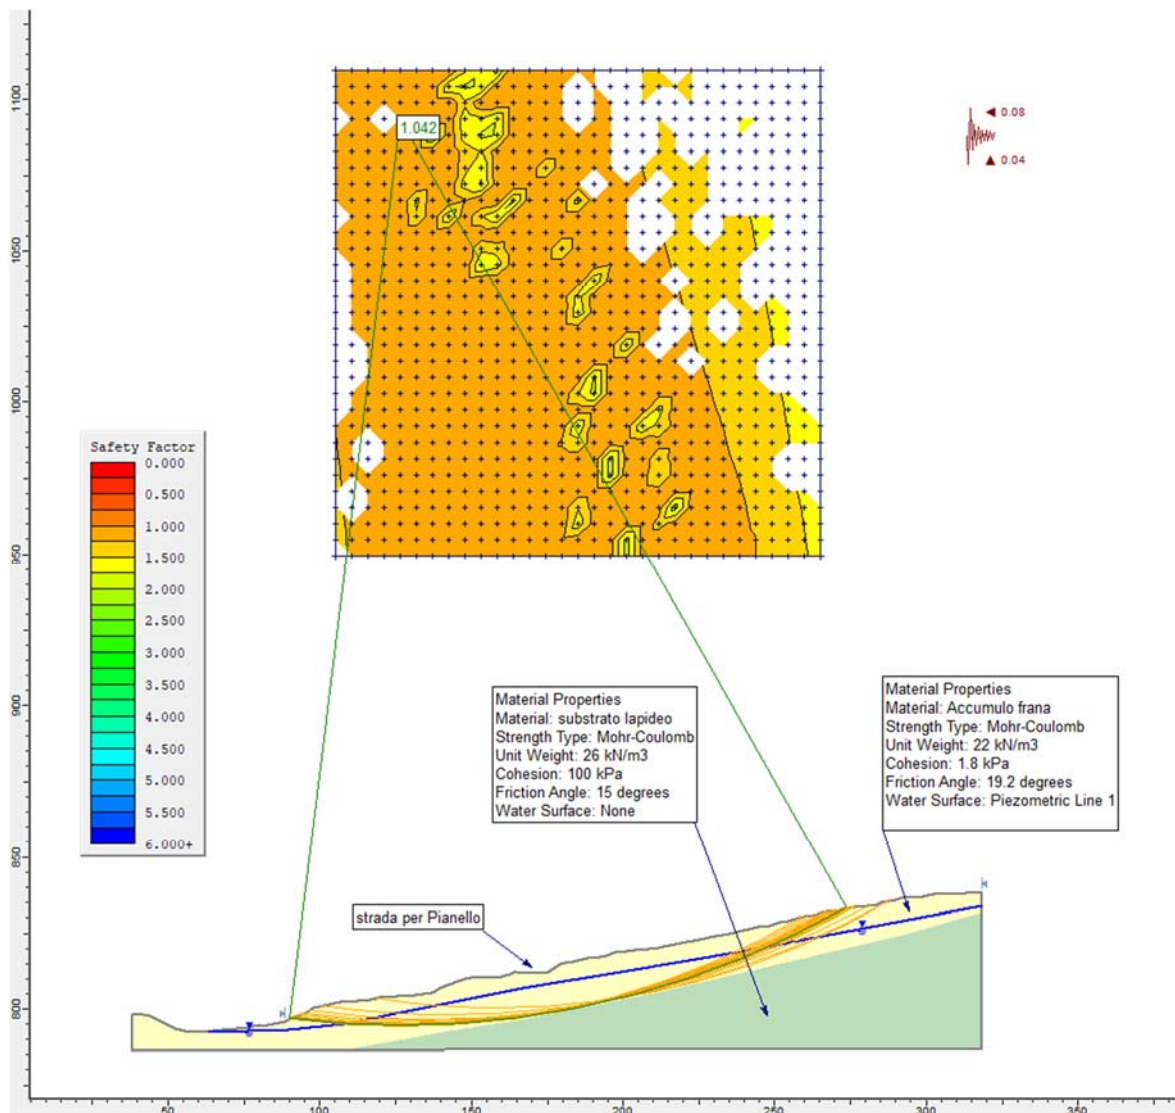 1100
1050
1000
950
900
850
800
1.042
0.08
0.04
Safety Factor
0.000
0.500
1.000
1.500
2.000
2.500
3.000
3.500
4.000
4.500
5.000
5.500
6.000+
Material Properties
Material: substrato lapideo
Strength Type: Mohr-Coulomb
Unit Weight: 26 kN/m3
Cohesion: 100 kPa
Friction Angle: 15 degrees
Water Surface: None
Material Properties
Material: Accumulo frana
Strength Type: Mohr-Coulomb
Unit Weight: 22 kN/m3
Cohesion: 1.8 kPa
Friction Angle: 19.2 degrees
Water Surface: Piezometric Line 1
strada per Pianello
50
100
150
200
250
300
350